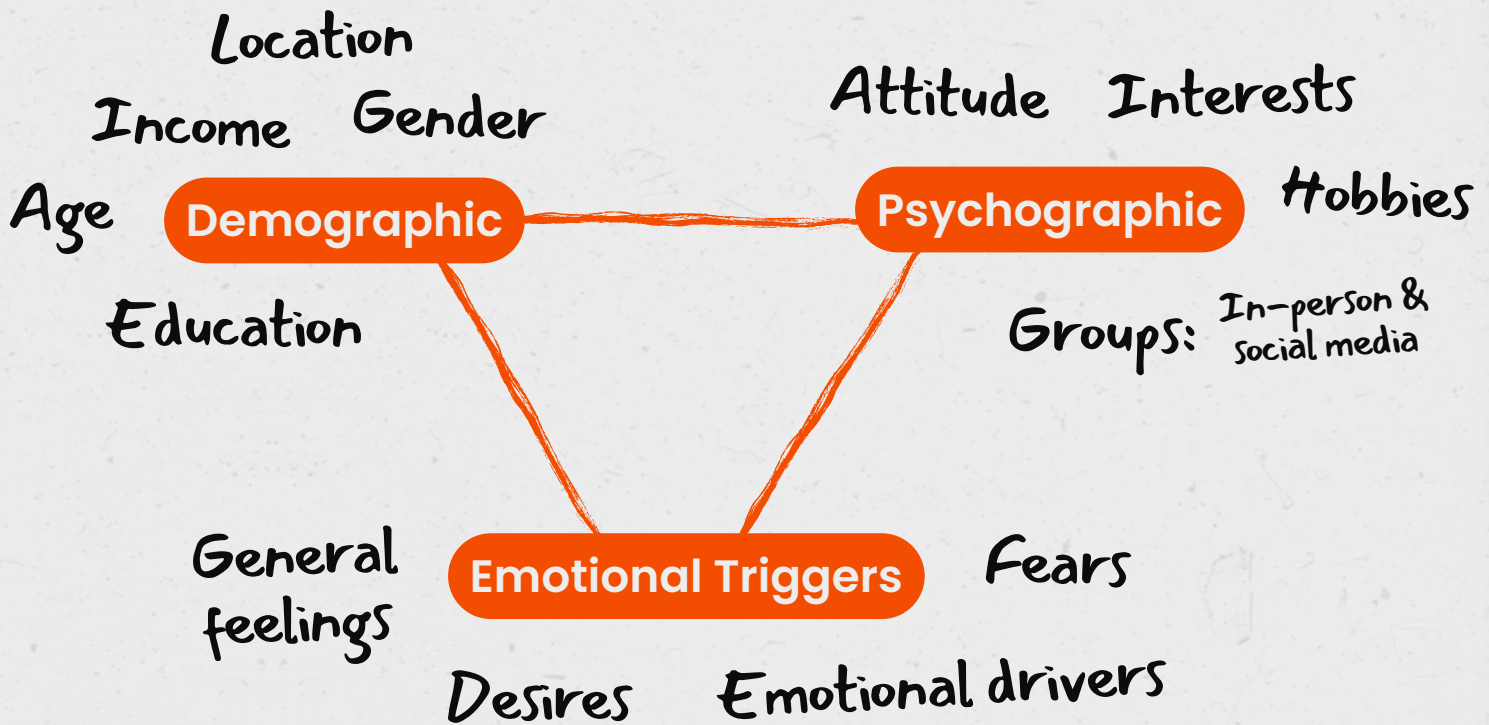 Location
Income
Gender
Age
Demographic
Education
Attitude
Interests
Psychographic
Hobbies
Groups:
In-person &
social media
General
feelings
Emotional Triggers
Fears
Desires
Emotional drivers